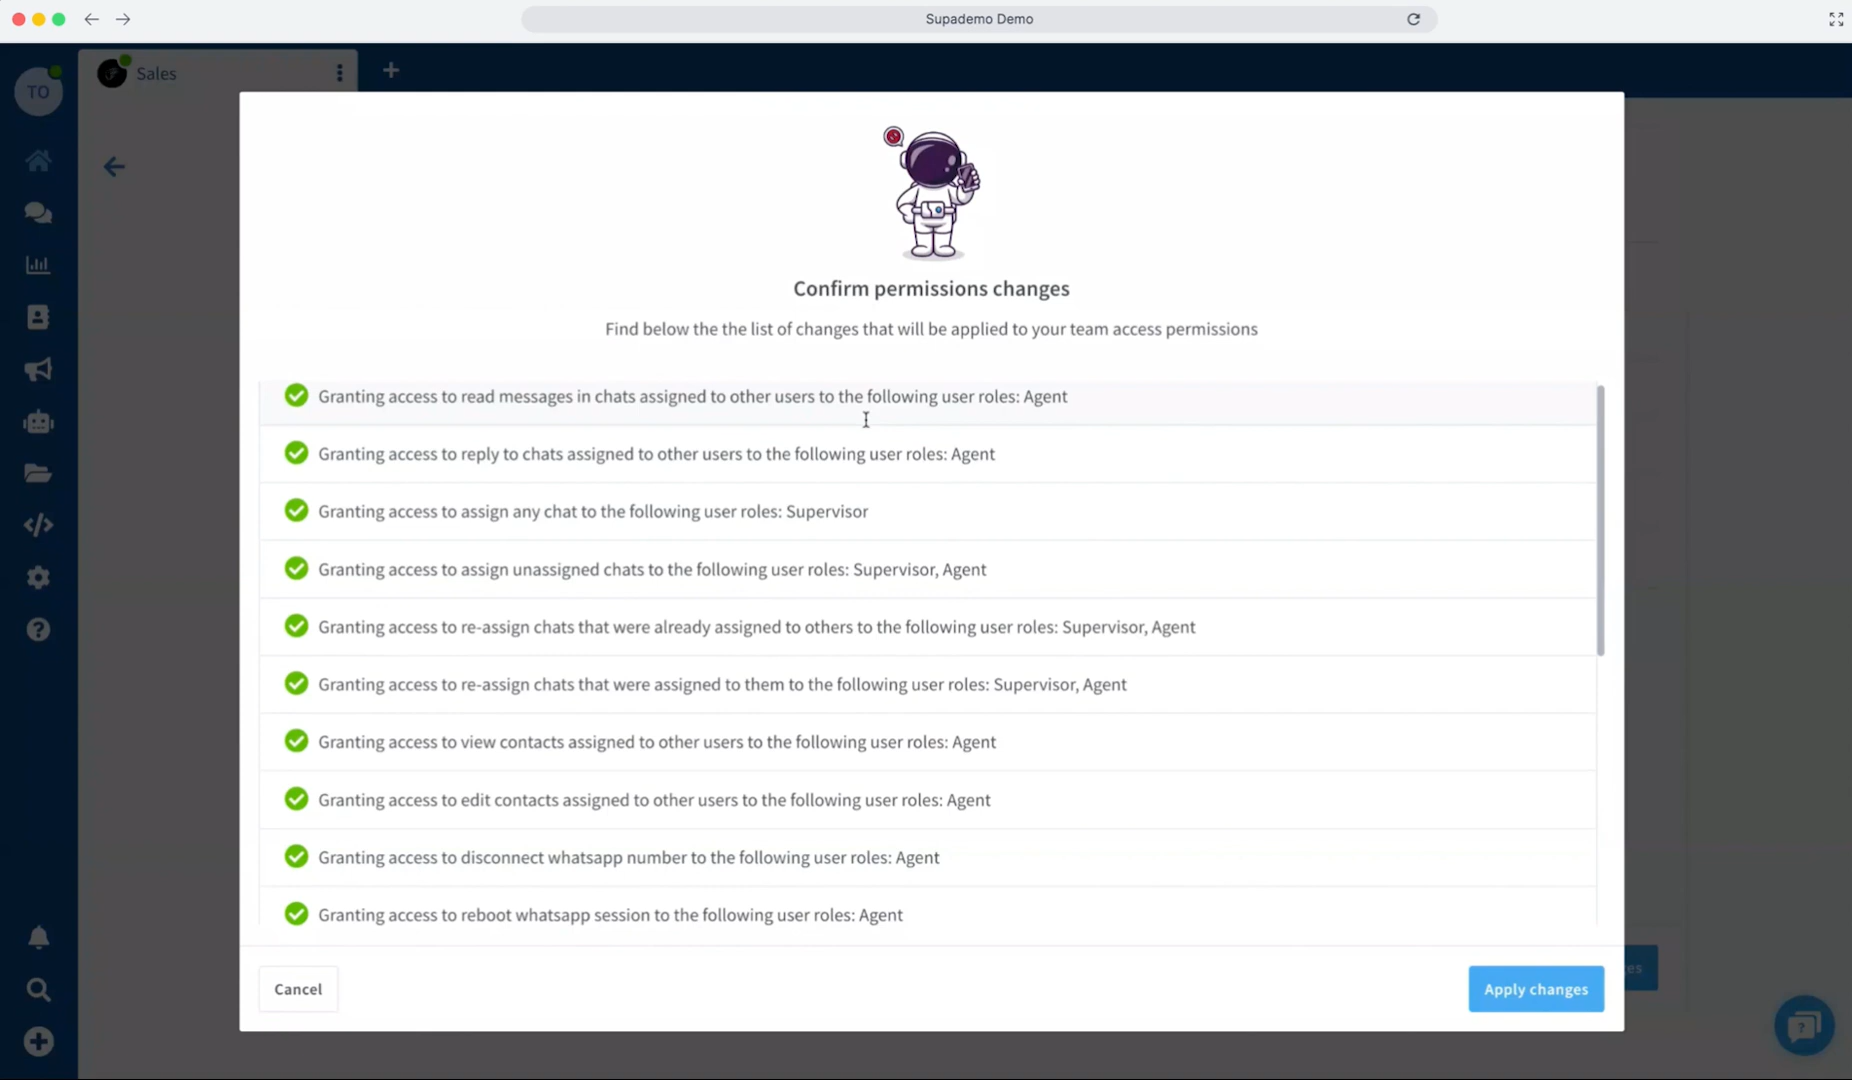 Supademo Demo
TO
Sales
Confirm permissions changes
Find below the the list of changes that will be applied to your team access permissions
Granting access to read messages in chats assigned to other users to the following user roles: Agent
Granting access to reply to chats assigned to other users to the following user roles: Agent
Granting access to assign any chat to the following user roles: Supervisor
Granting access to assign unassigned chats to the following user roles: Supervisor, Agent
Granting access to re-assign chats that were already assigned to others to the following user roles: Supervisor, Agent
Granting access to re-assign chats that were assigned to them to the following user roles: Supervisor, Agent
Granting access to view contacts assigned to other users to the following user roles: Agent
Granting access to edit contacts assigned to other users to the following user roles: Agent
Granting access to disconnect whatsapp number to the following user roles: Agent
Granting access to reboot whatsapp session to the following user roles: Agent
Cancel
Apply changes